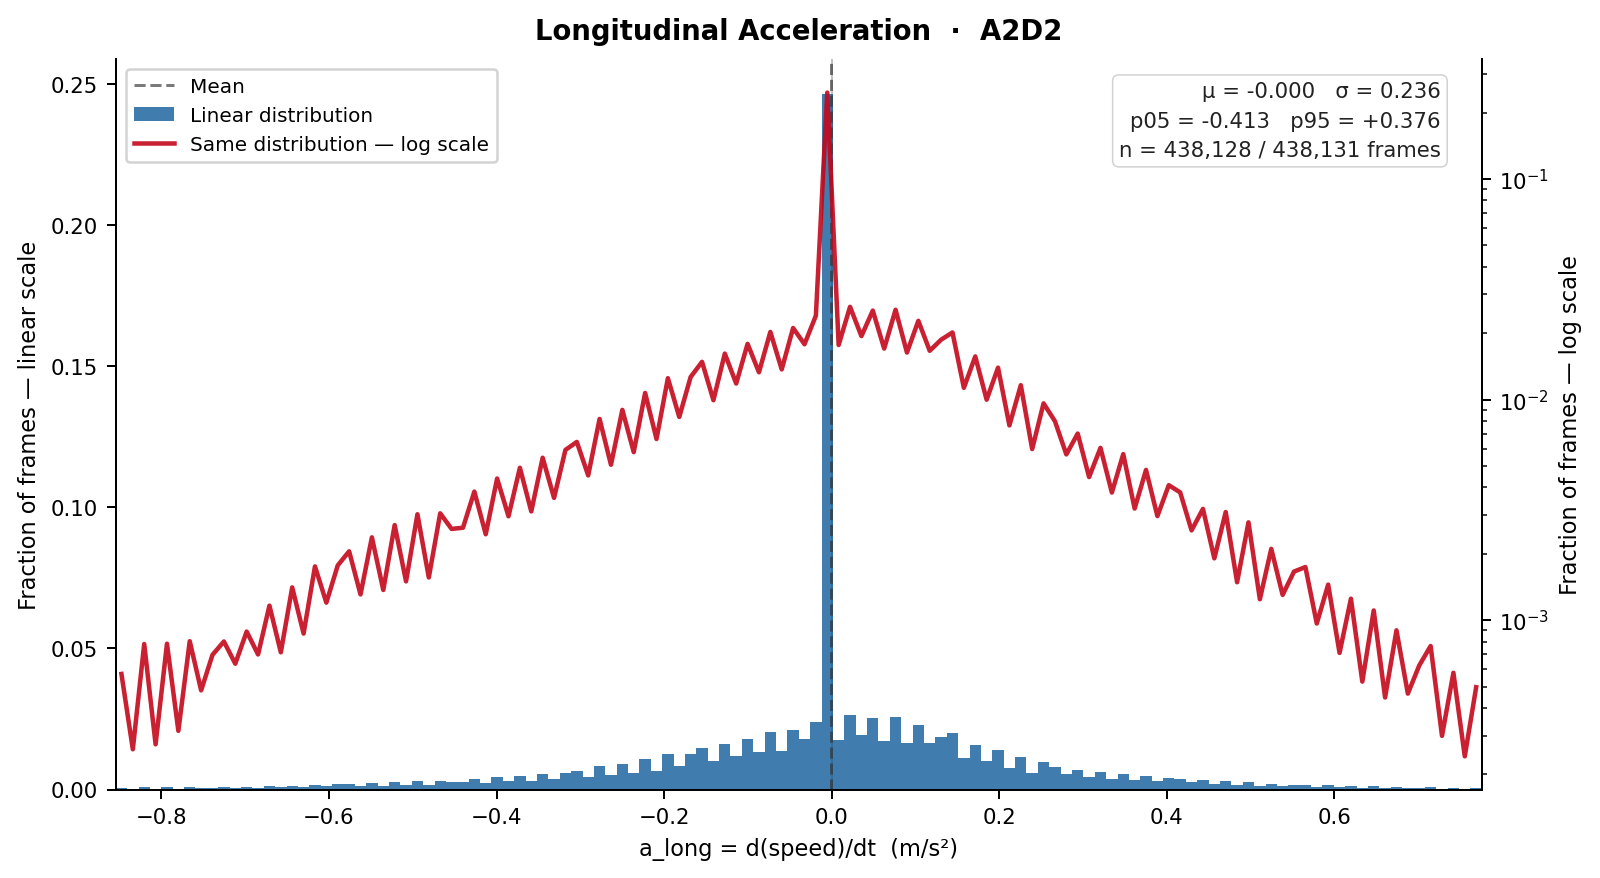 Longitudinal Acceleration · A2D2
Mean
Linear distribution
Same distribution — log scale
μ = -0.000 σ = 0.236
p05 = -0.413 p95 = +0.376
n = 438,128 / 438,131 frames
Fraction of frames — linear scale
0.25
0.20
0.15
0.10
0.05
0.00
10⁻¹
10⁻²
10⁻³
Fraction of frames — log scale
−0.8 −0.6 −0.4 −0.2 0.0 0.2 0.4 0.6
a_long = d(speed)/dt (m/s²)